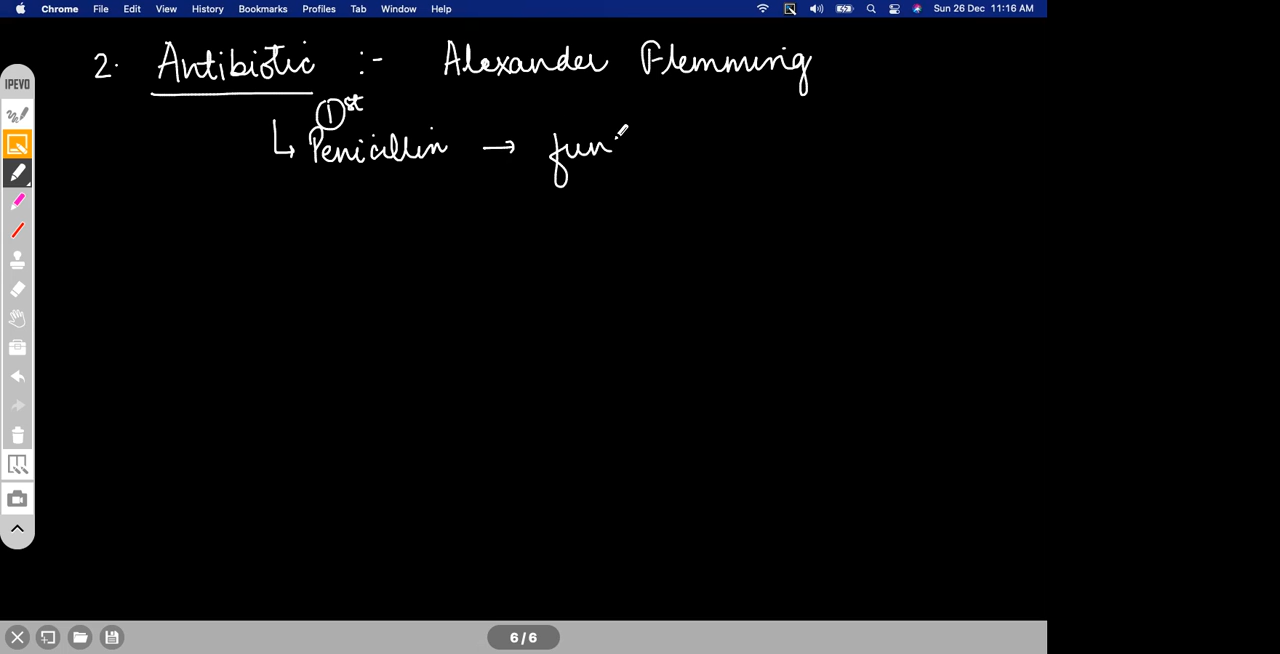 Chrome File Edit View History Bookmarks Profiles Tab Window Help Sun 26 Dec 11:16 AM
IPEVO
2. Antibiotic :- Alexander Flemming
1st
↳ Penicillin → fun
6/6